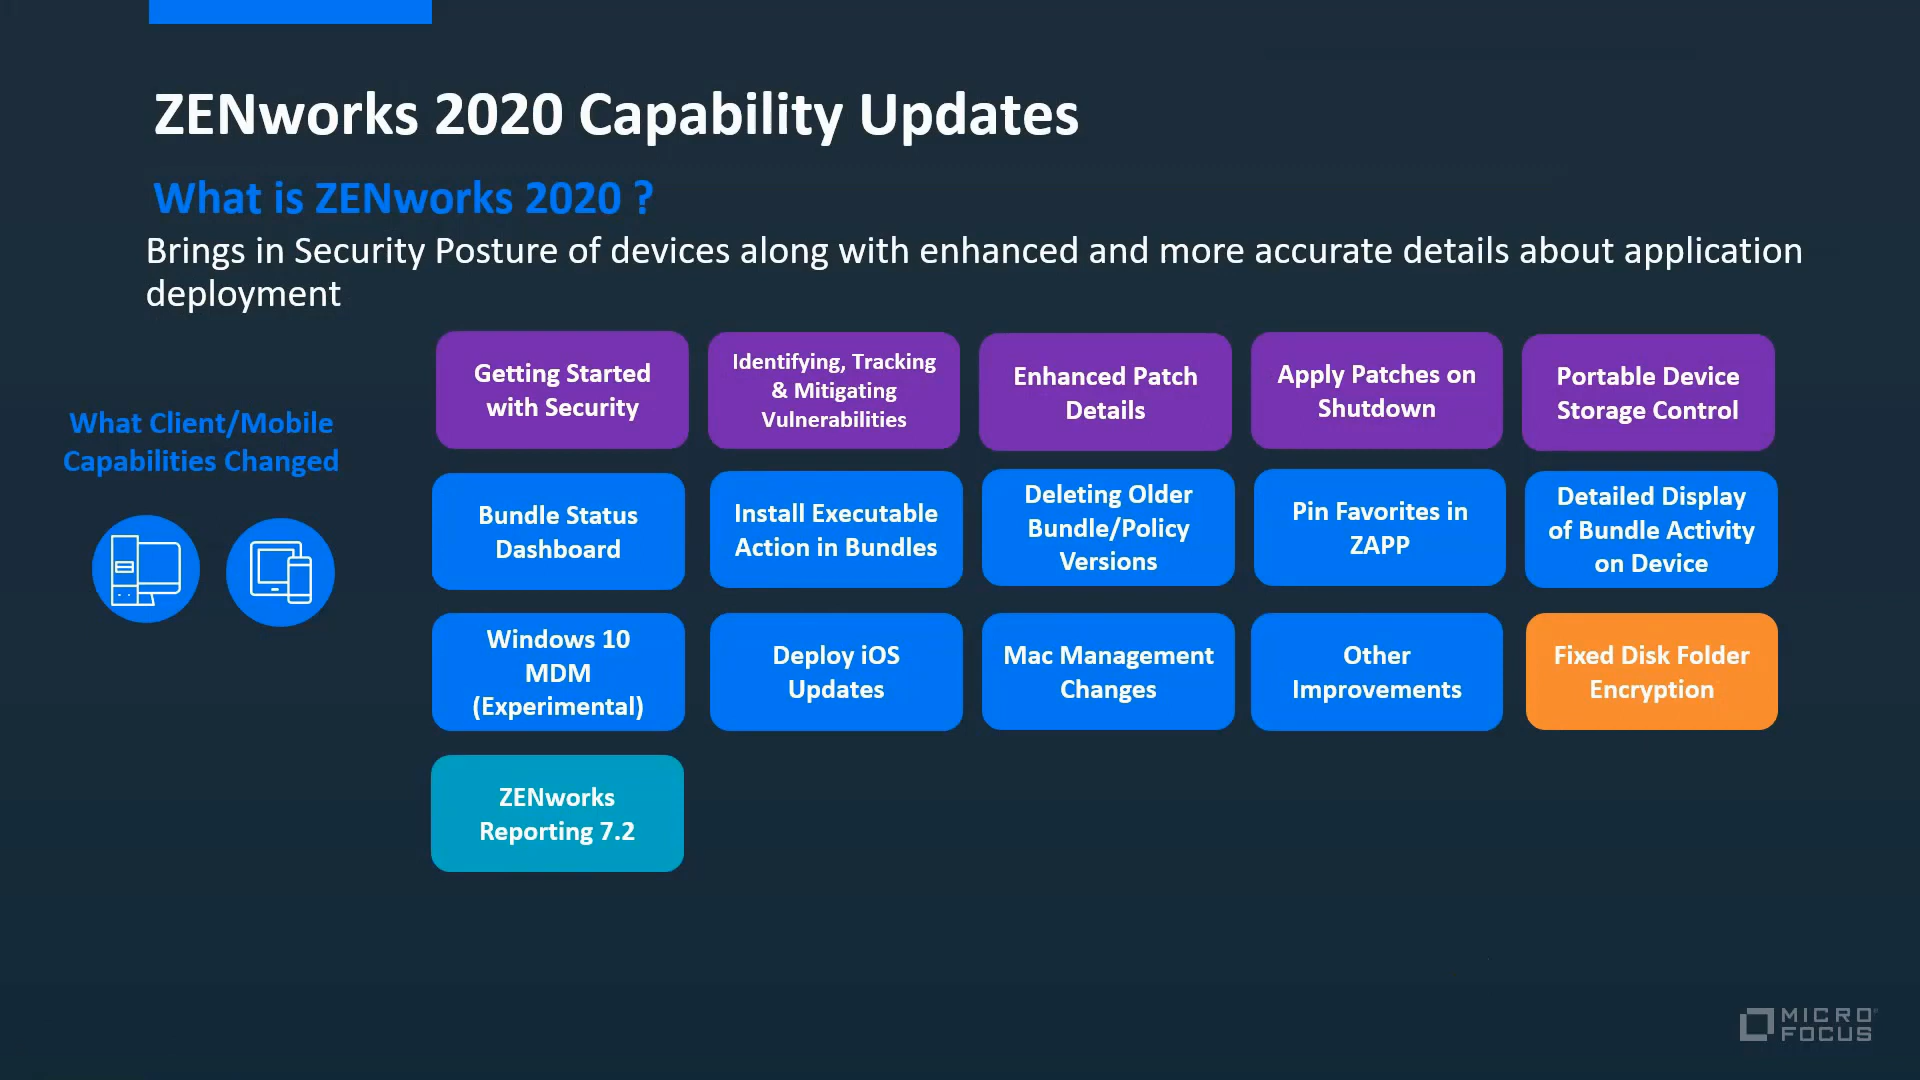 ZENworks 2020 Capability Updates
What is ZENworks 2020 ?
Brings in Security Posture of devices along with enhanced and more accurate details about application
deployment
What Client/Mobile
Capabilities Changed
Getting Started
with Security
Identifying, Tracking
& Mitigating
Vulnerabilities
Enhanced Patch
Details
Apply Patches on
Shutdown
Portable Device
Storage Control
Bundle Status
Dashboard
Install Executable
Action in Bundles
Deleting Older
Bundle/Policy
Versions
Pin Favorites in
ZAPP
Detailed Display
of Bundle Activity
on Device
Windows 10
MDM
(Experimental)
Deploy iOS
Updates
Mac Management
Changes
Other
Improvements
Fixed Disk Folder
Encryption
ZENworks
Reporting 7.2
MICRO
FOCUS